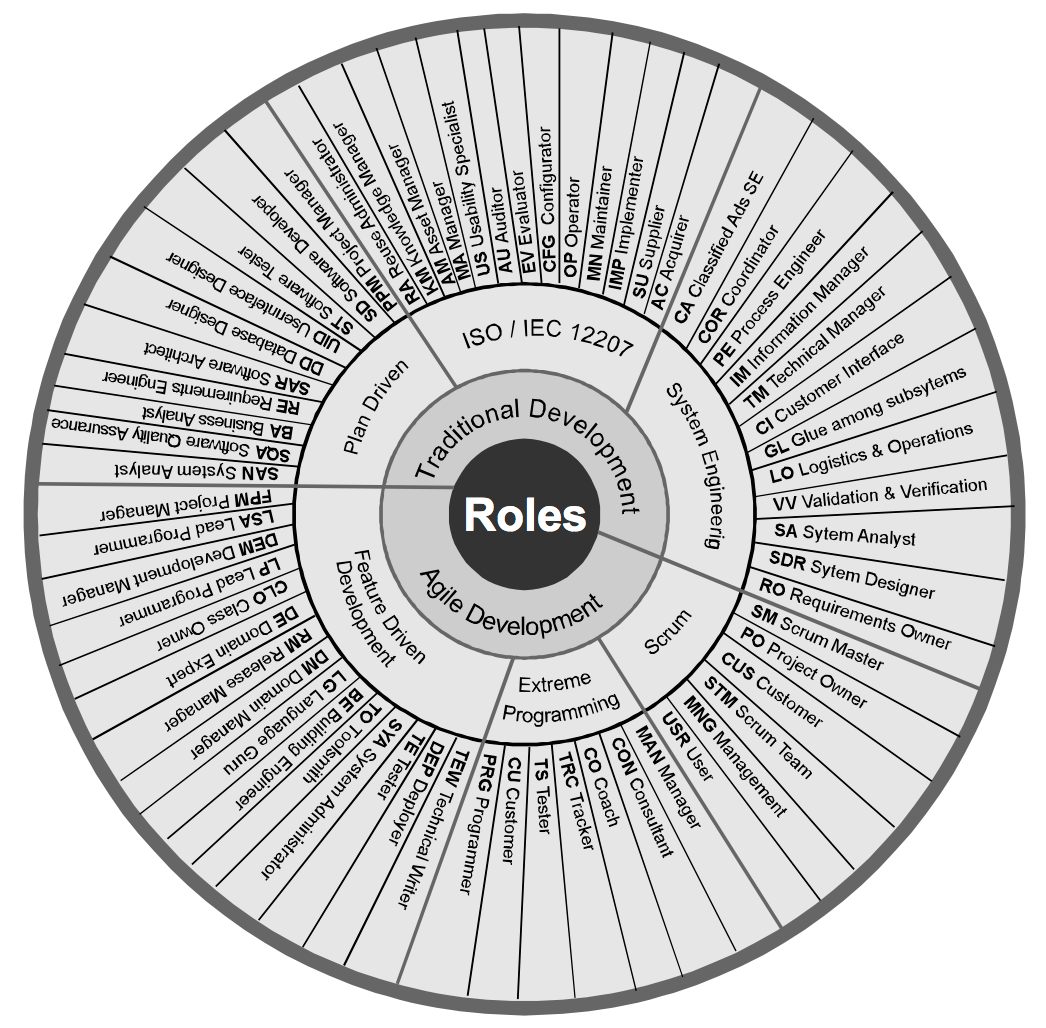 Roles
Traditional Development
Agile Development
ISO / IEC 12207
System Engineerig
Scrum
Extreme
Programming
Feature Driven
Development
Plan Driven
RA Reuse Administrator
KM Knowledge Manager
AM Asset Manager
MA Manager
US Usability Specialist
AU Auditor
EV Evaluator
CFG Configurator
OP Operator
MN Maintainer
IMP Implementer
SU Supplier
AC Acquirer
CA Classified Ads SE
COR Coordinator
PE Process Engineer
IM Information Manager
TM Technical Manager
CI Customer Interface
GL Glue among subsytems
LO Logistics & Operations
VV Validation & Verification
SA Sytem Analyst
SDR Sytem Designer
RO Requirements Owner
SM Scrum Master
PO Project Owner
CUS Customer
STM Scrum Team
MNG Management
USR User
MAN Manager
CON Consultant
CO Coach
TRC Tracker
TS Tester
CU Customer
PRG Programmer
TEW Technical Writer
DEP Deployer
TE Tester
SYA System Administrator
TO Toolsmith
BE Building Engineer
LG Language Guru
DM Domain Manager
RM Release Manager
DE Domain Expert
CLO Class Owner
LP Lead Programmer
DEM Development Manager
LSA Lead Programmer
FPM Project Manager
SAN System Analyst
SQA Software Quality Assurance
BA Business Analyst
RE Requirements Engineer
SAR Software Architect
DD Database Designer
UID Userinteface Designer
ST Software Tester
SD Software Developer
PPM Project Manager